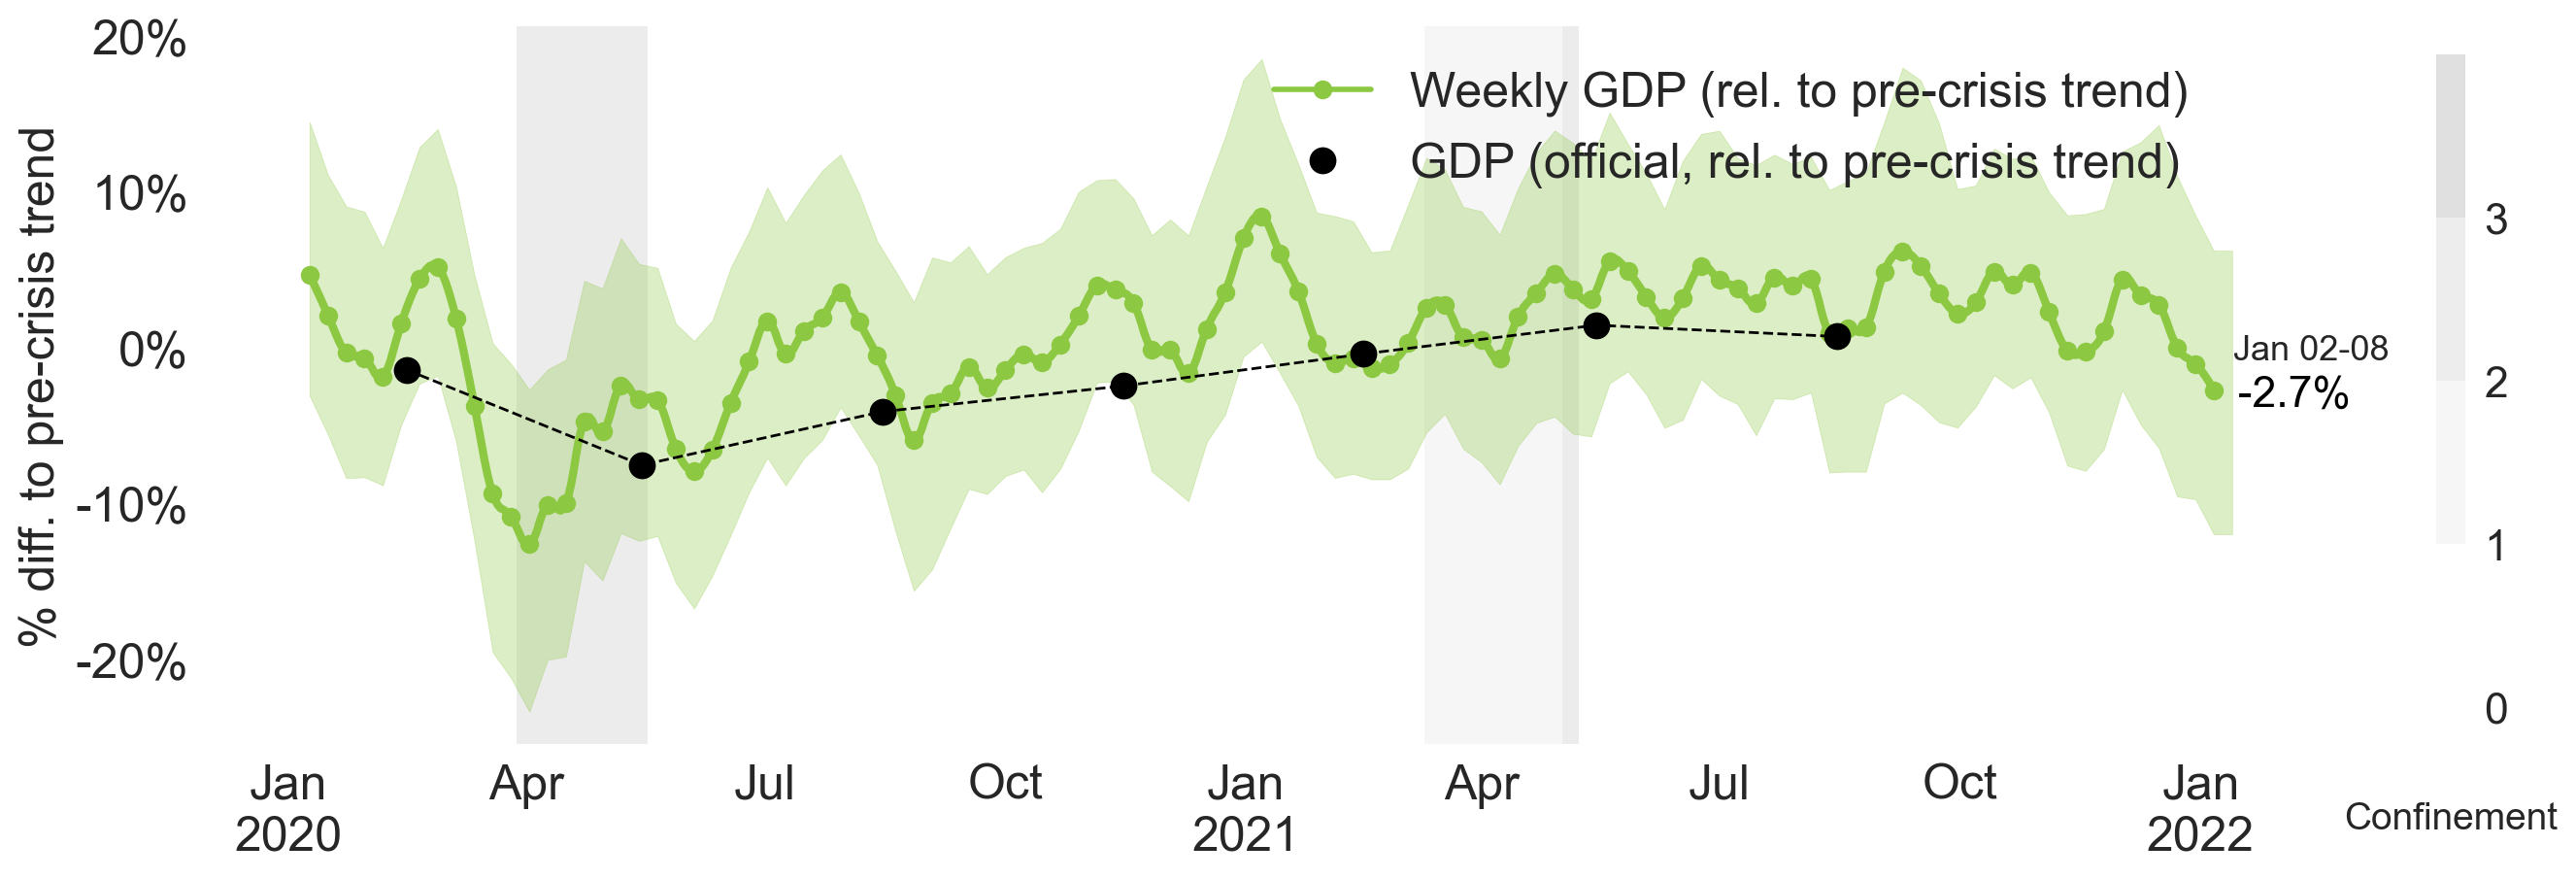 20%
10%
0%
-10%
-20%
% diff. to pre-crisis trend
Weekly GDP (rel. to pre-crisis trend)
GDP (official, rel. to pre-crisis trend)
Jan 02-08
-2.7%
3
2
1
0
Confinement
Jan Apr Jul Oct Jan Apr Jul Oct Jan
2020 2021 2022